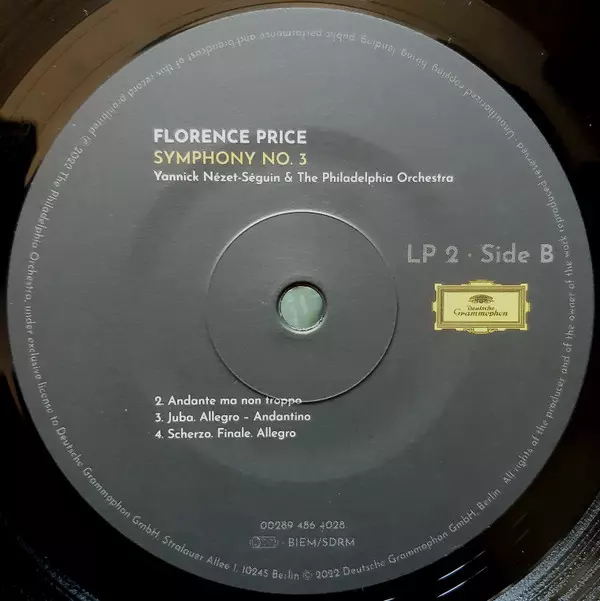 FLORENCE PRICE
SYMPHONY NO. 3
Yannick Nézet-Séguin & The Philadelphia Orchestra
LP 2 · Side B
Deutsche
Grammophon
2. Andante ma non troppo
3. Juba. Allegro – Andantino
4. Scherzo. Finale. Allegro
00289 486 4028
· BIEM/SDRM
℗ 2022 The Philadelphia Orchestra, under exclusive license to Deutsche Grammophon GmbH, Stralauer Allee 1, 10245 Berlin © 2022 Deutsche Grammophon GmbH, Berlin · All rights of the producer and of the owner of the work reproduced reserved · Unauthorized copying, hiring, lending, public performance and broadcast of this record prohibited